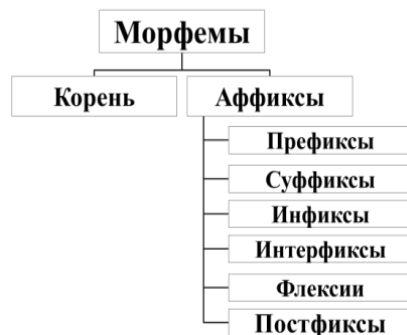 Морфемы
Корень
Аффиксы
Префиксы
Суффиксы
Инфиксы
Интерфиксы
Флексии
Постфиксы